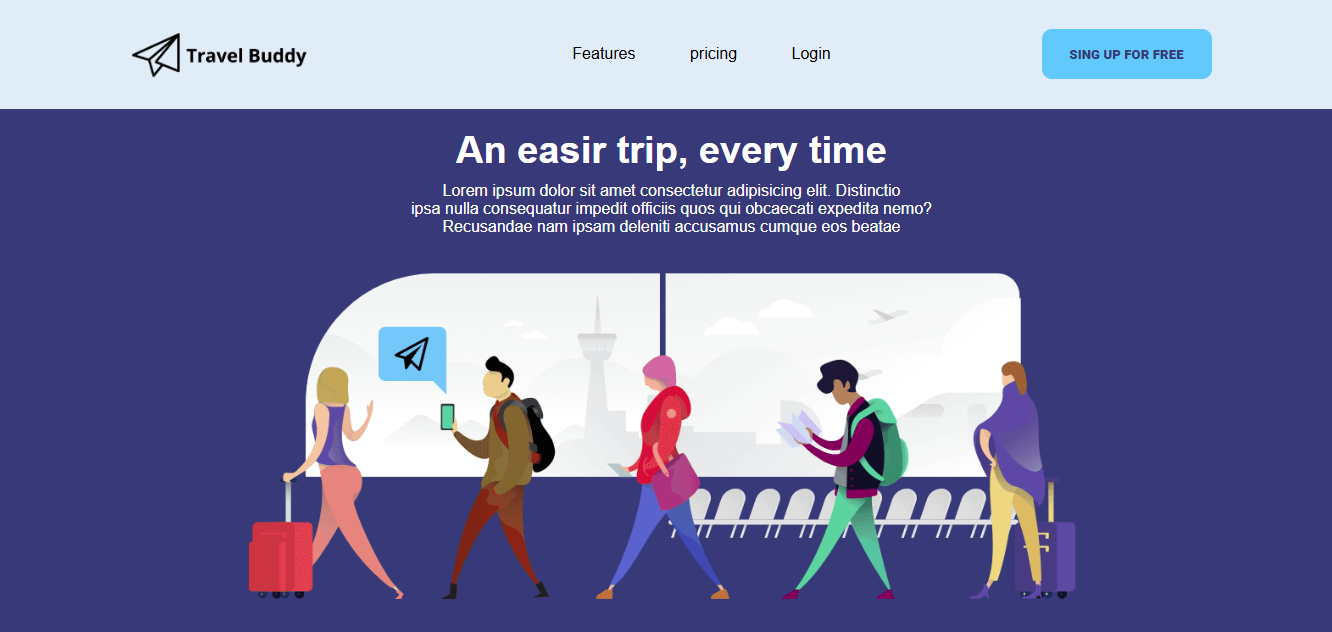 Travel Buddy
Features
pricing
Login
SING UP FOR FREE
An easir trip, every time
Lorem ipsum dolor sit amet consectetur adipisicing elit. Distinctio
ipsa nulla consequatur impedit officiis quos qui obcaecati expedita nemo?
Recusandae nam ipsam deleniti accusamus cumque eos beatae